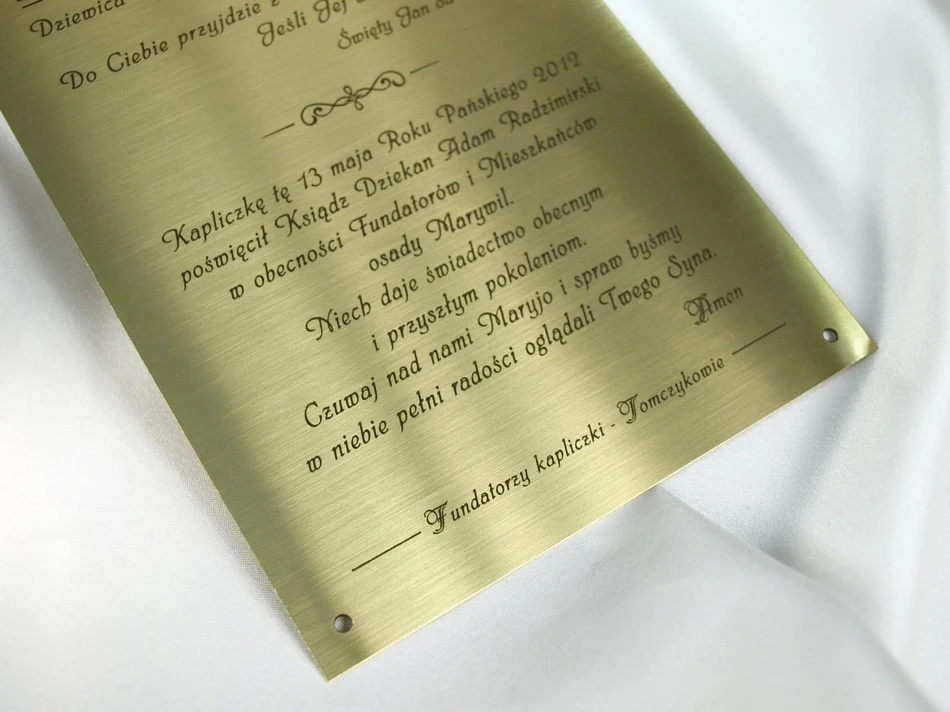 Dziewica
Do Ciebie przyjdzie z
Jeśli Jej
Święty Jan od
Kapliczkę tę 13 maja Roku Pańskiego 2012
poświęcił Ksiądz Dziekan Adam Radzimirski
w obecności Fundatorów i Mieszkańców
osady Marywil.
Niech daje świadectwo obecnym
i przyszłym pokoleniom.
Czuwaj nad nami Maryjo i spraw byśmy
w niebie pełni radości oglądali Twego Syna.
Amen
Fundatorzy kapliczki - Tomczykowie